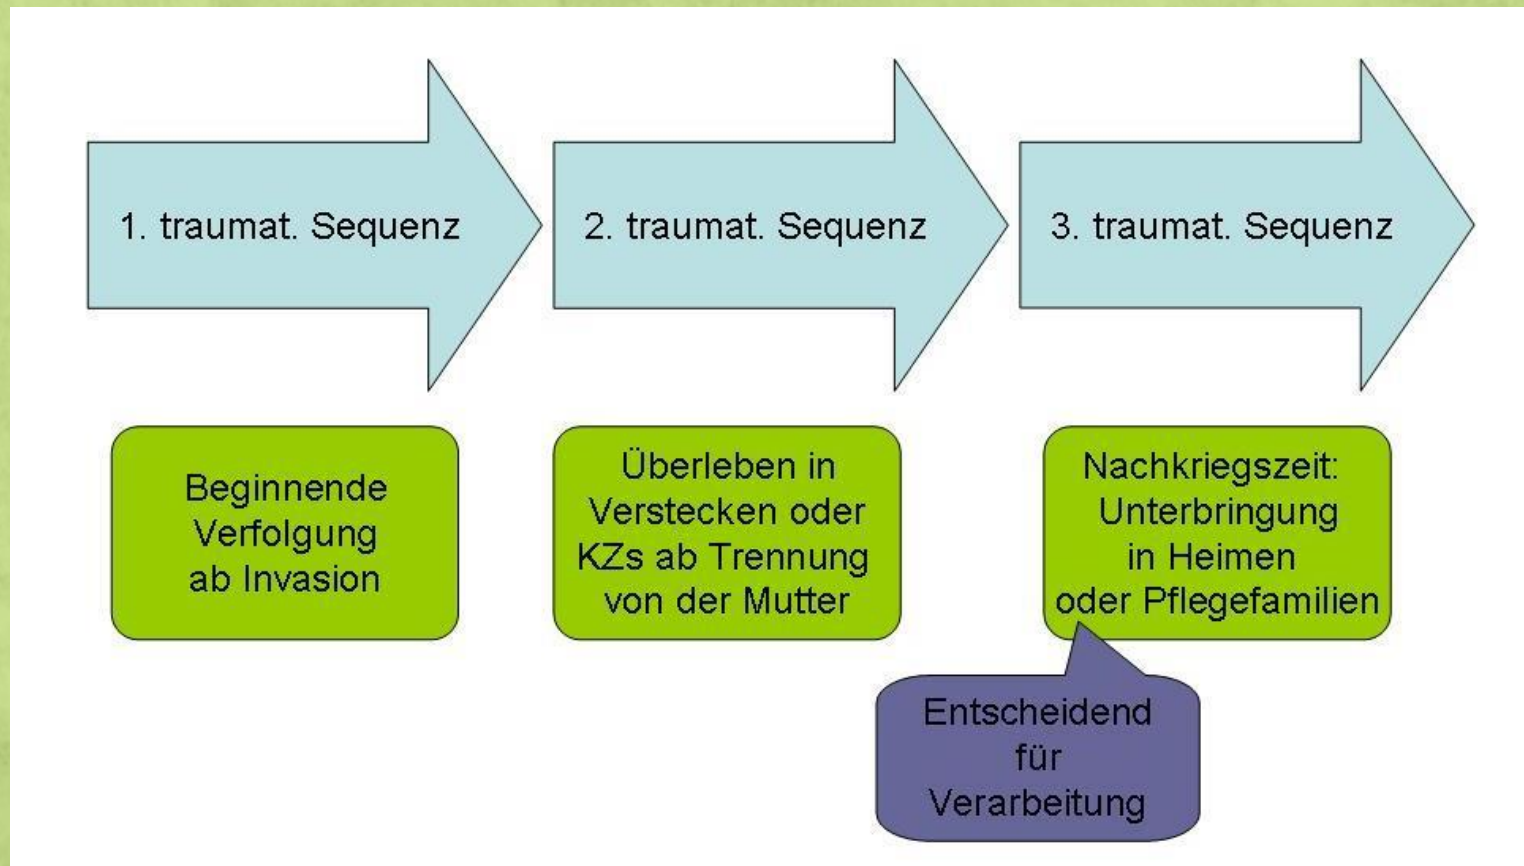 1. traumat. Sequenz
2. traumat. Sequenz
3. traumat. Sequenz
Beginnende
Verfolgung
ab Invasion
Überleben in
Verstecken oder
KZs ab Trennung
von der Mutter
Nachkriegszeit:
Unterbringung
in Heimen
oder Pflegefamilien
Entscheidend
für
Verarbeitung